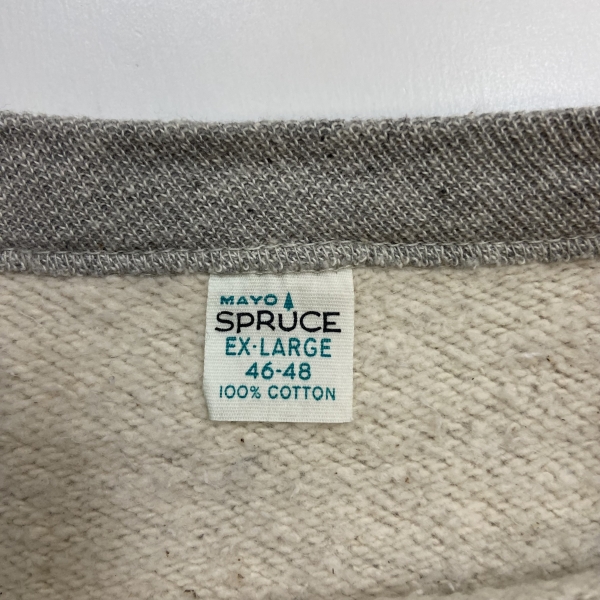 MAYO
SPRUCE
EX-LARGE
46-48
100% COTTON